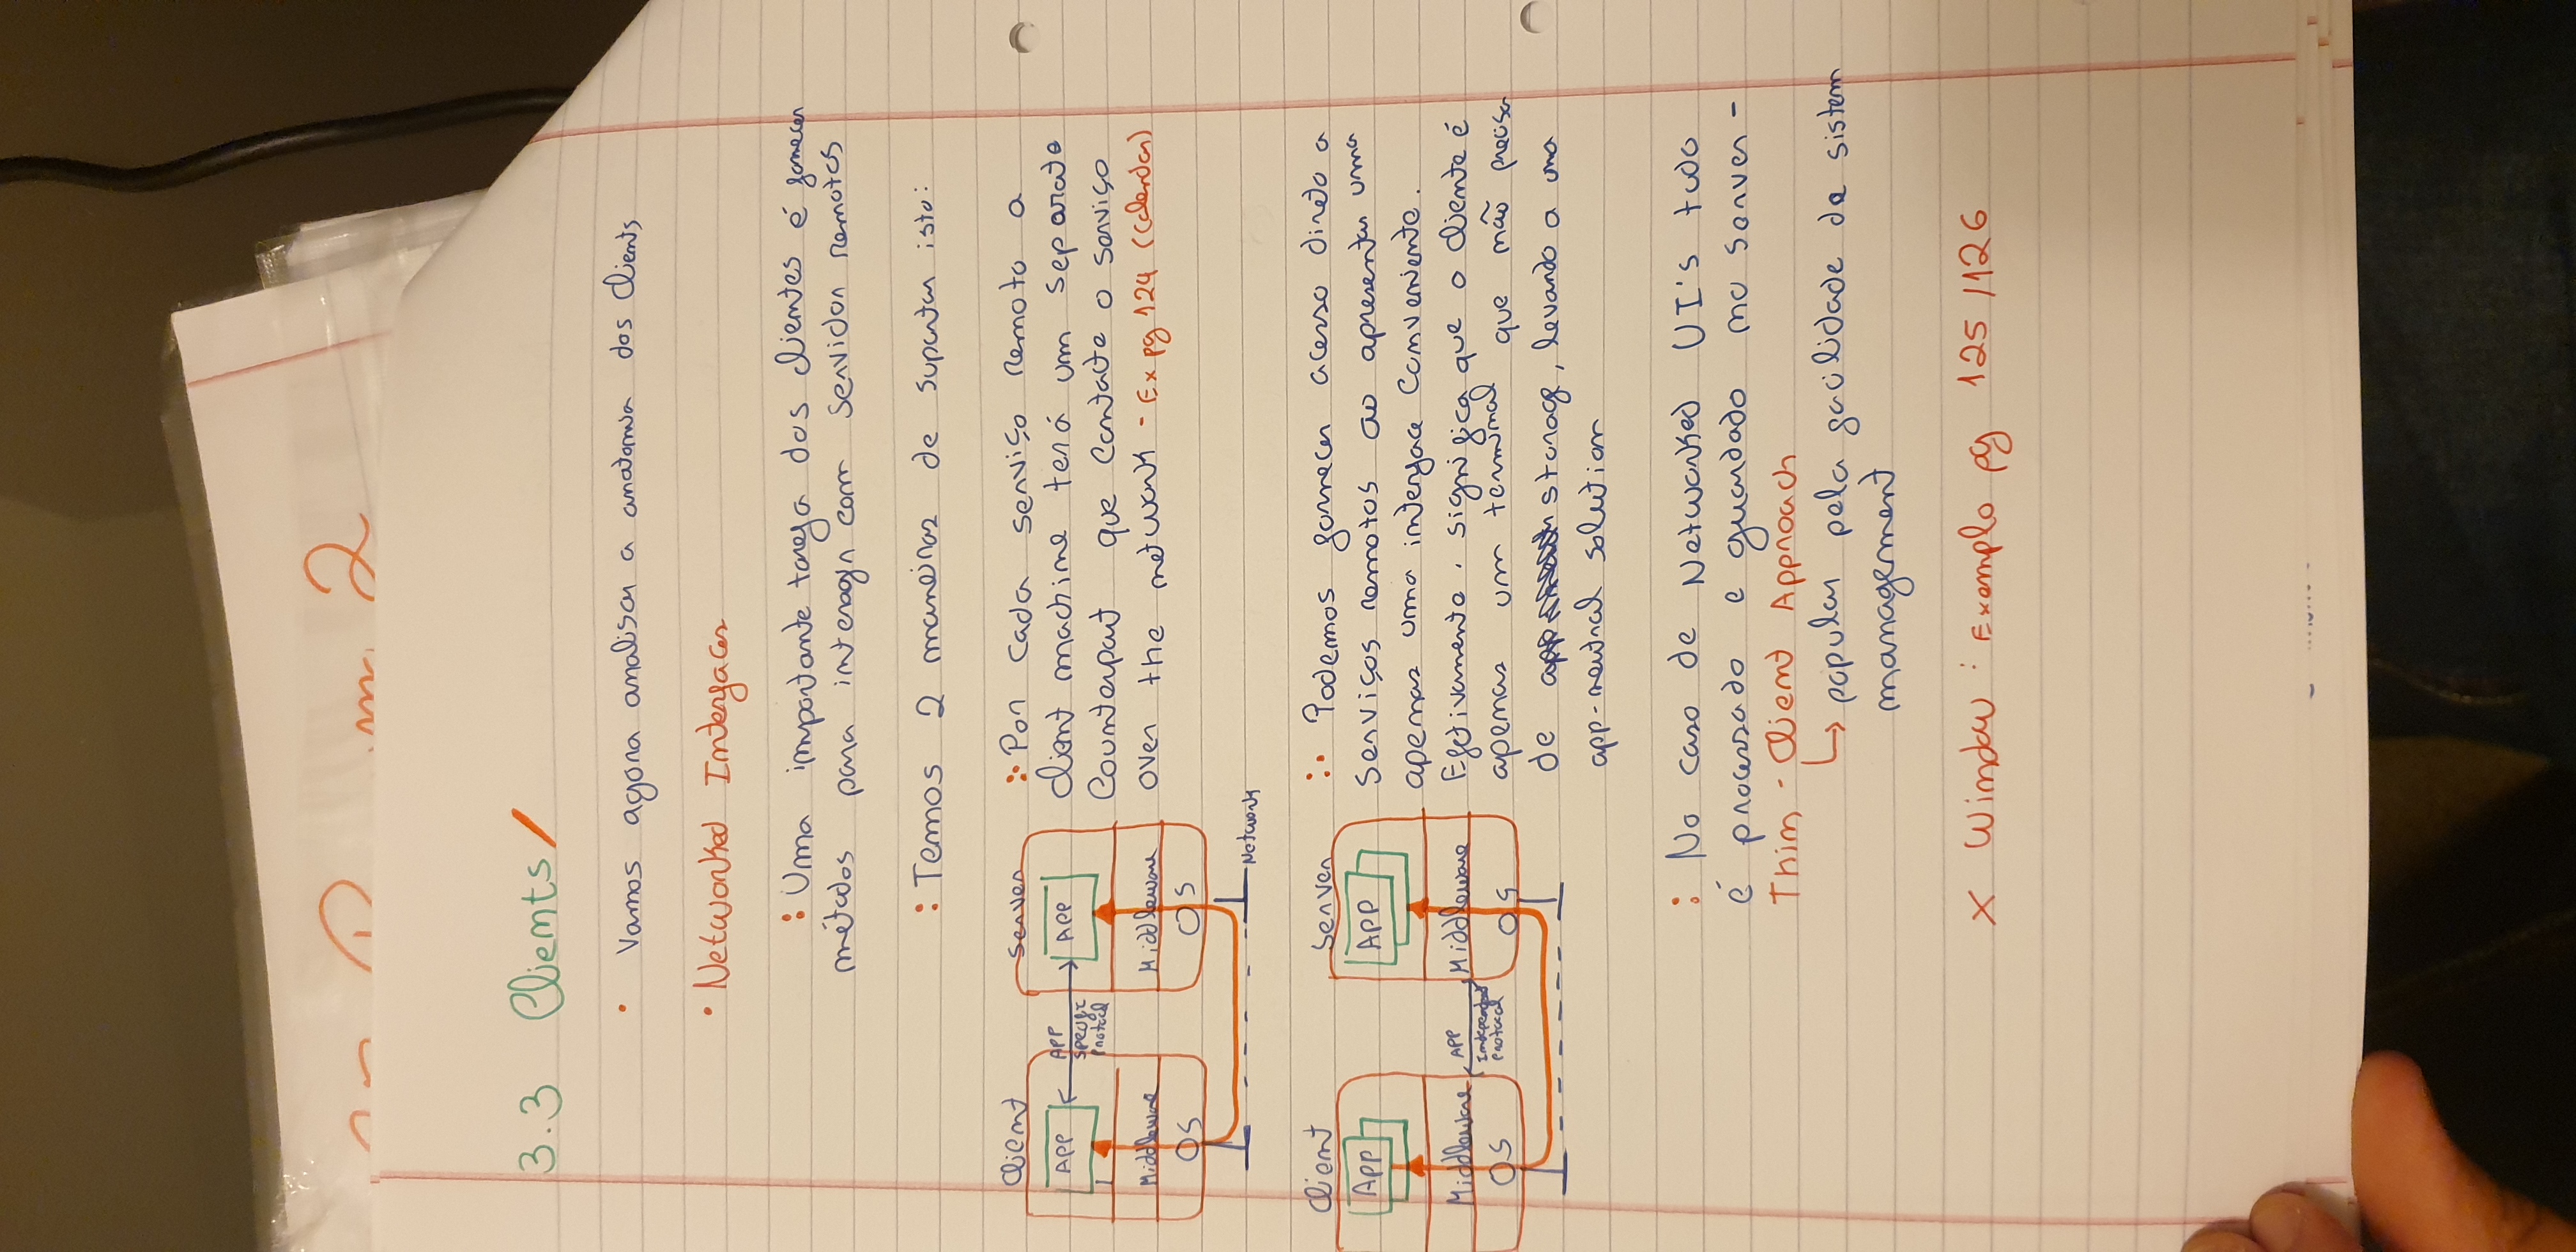 2
3.3 Clients
• Vamos agora analisar a anatomia dos Clients
• Networked Interfaces
: Uma importante tarefa dos clientes é fornecer
métodos para interagir com servidor remotos
: Temos 2 maneiras de suportar isto:
Client
Server
APP
APP
Specific
Protocol
APP
Middleware
Middleware
OS
OS
Network
:• Por cada serviço remoto a
client machine terá um separate
Counterpart que contacte o serviço
over the network - Ex pg 124 (Calendar)
Client
Server
App
APP
Middleware
APP
Independent
Protocol
Middleware
OS
OS
:• Podemos fornecer acesso direto a
serviços remotos ao apresentar uma
apenas uma interface conveniente.
Efetivamente, significa que o cliente é
apenas um terminal que não precisa
de storage, levando a uma
app-neutral solution
: No caso de Networked UI's tudo
é processado e guardado no server -
Thin - Client Approach
↳ popular pela facilidade de sistem
management
X Window : Exemplo pg 125/126